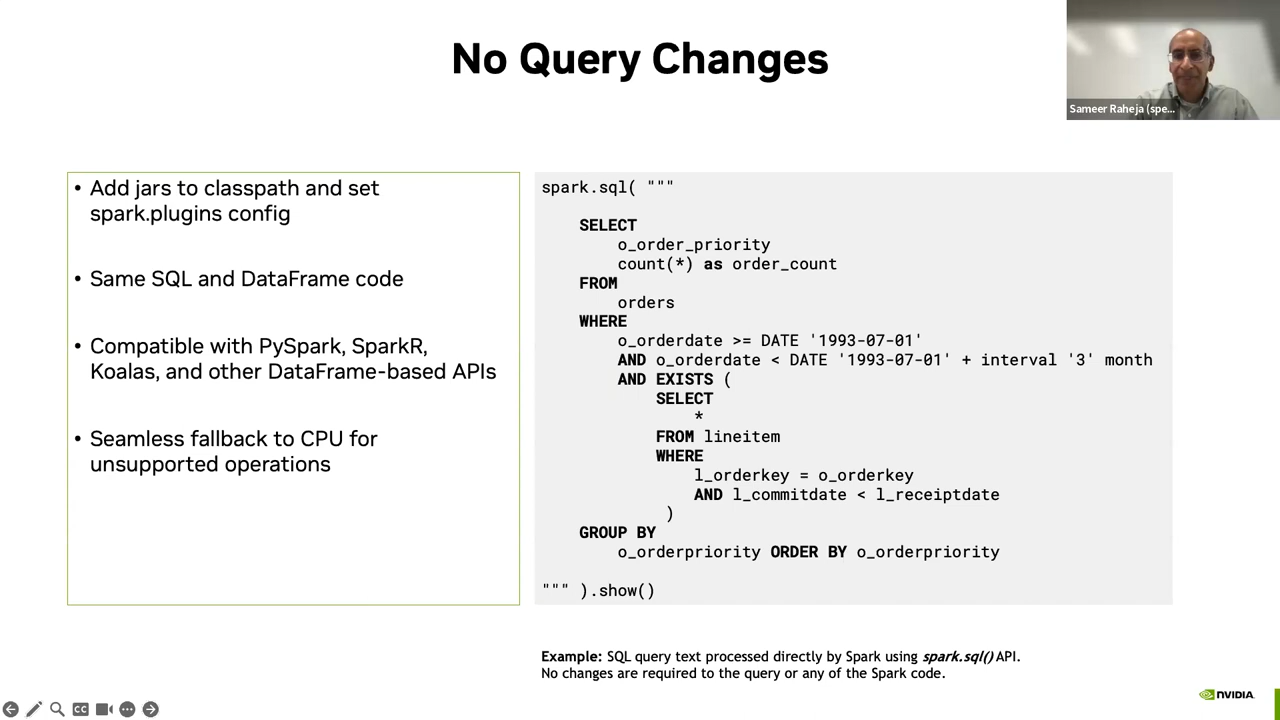 No Query Changes
Sameer Raheja (spe...
• Add jars to classpath and set
spark.plugins config
• Same SQL and DataFrame code
• Compatible with PySpark, SparkR,
Koalas, and other DataFrame-based APIs
• Seamless fallback to CPU for
unsupported operations
spark.sql( """
SELECT
o_order_priority
count(*) as order_count
FROM
orders
WHERE
o_orderdate >= DATE '1993-07-01'
AND o_orderdate < DATE '1993-07-01' + interval '3' month
AND EXISTS (
SELECT
*
FROM lineitem
WHERE
l_orderkey = o_orderkey
AND l_commitdate < l_receiptdate
)
GROUP BY
o_orderpriority ORDER BY o_orderpriority
""" ).show()
Example: SQL query text processed directly by Spark using spark.sql() API.
No changes are required to the query or any of the Spark code.
CC
NVIDIA.